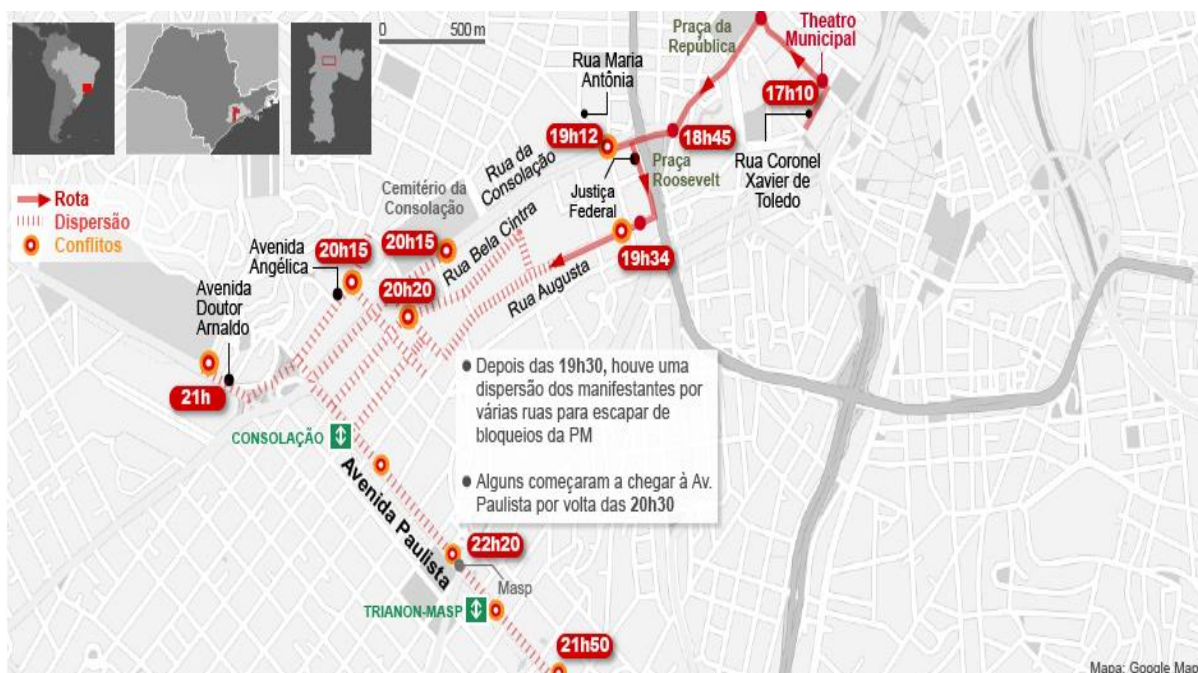 500 m
Praça da
República
Theatro
Municipal
Rua Maria
Antônia
17h10
19h12
18h45
Rua da
Consolação
Praça
Roosevelt
Rua Coronel
Xavier de
Toledo
Justiça
Federal
Cemitério da
Consolação
Rota
Dispersão
Conflitos
Avenida
Angélica
20h15
20h15
Rua Bela Cintra
19h34
20h20
Rua Augusta
Avenida
Doutor
Arnaldo
21h
Depois das 19h30, houve uma
dispersão dos manifestantes por
várias ruas para escapar de
bloqueios da PM
Alguns começaram a chegar à Av.
Paulista por volta das 20h30
CONSOLAÇÃO
Avenida Paulista
22h20
Masp
TRIANON-MASP
21h50
Mapa: Google Map